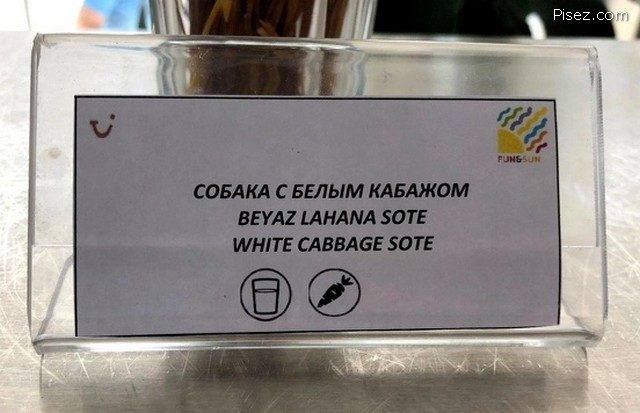 Pisez.com
FUN&SUN
СОБАКА С БЕЛЫМ КАБАЖОМ
BEYAZ LAHANA SOTE
WHITE CABBAGE SOTE